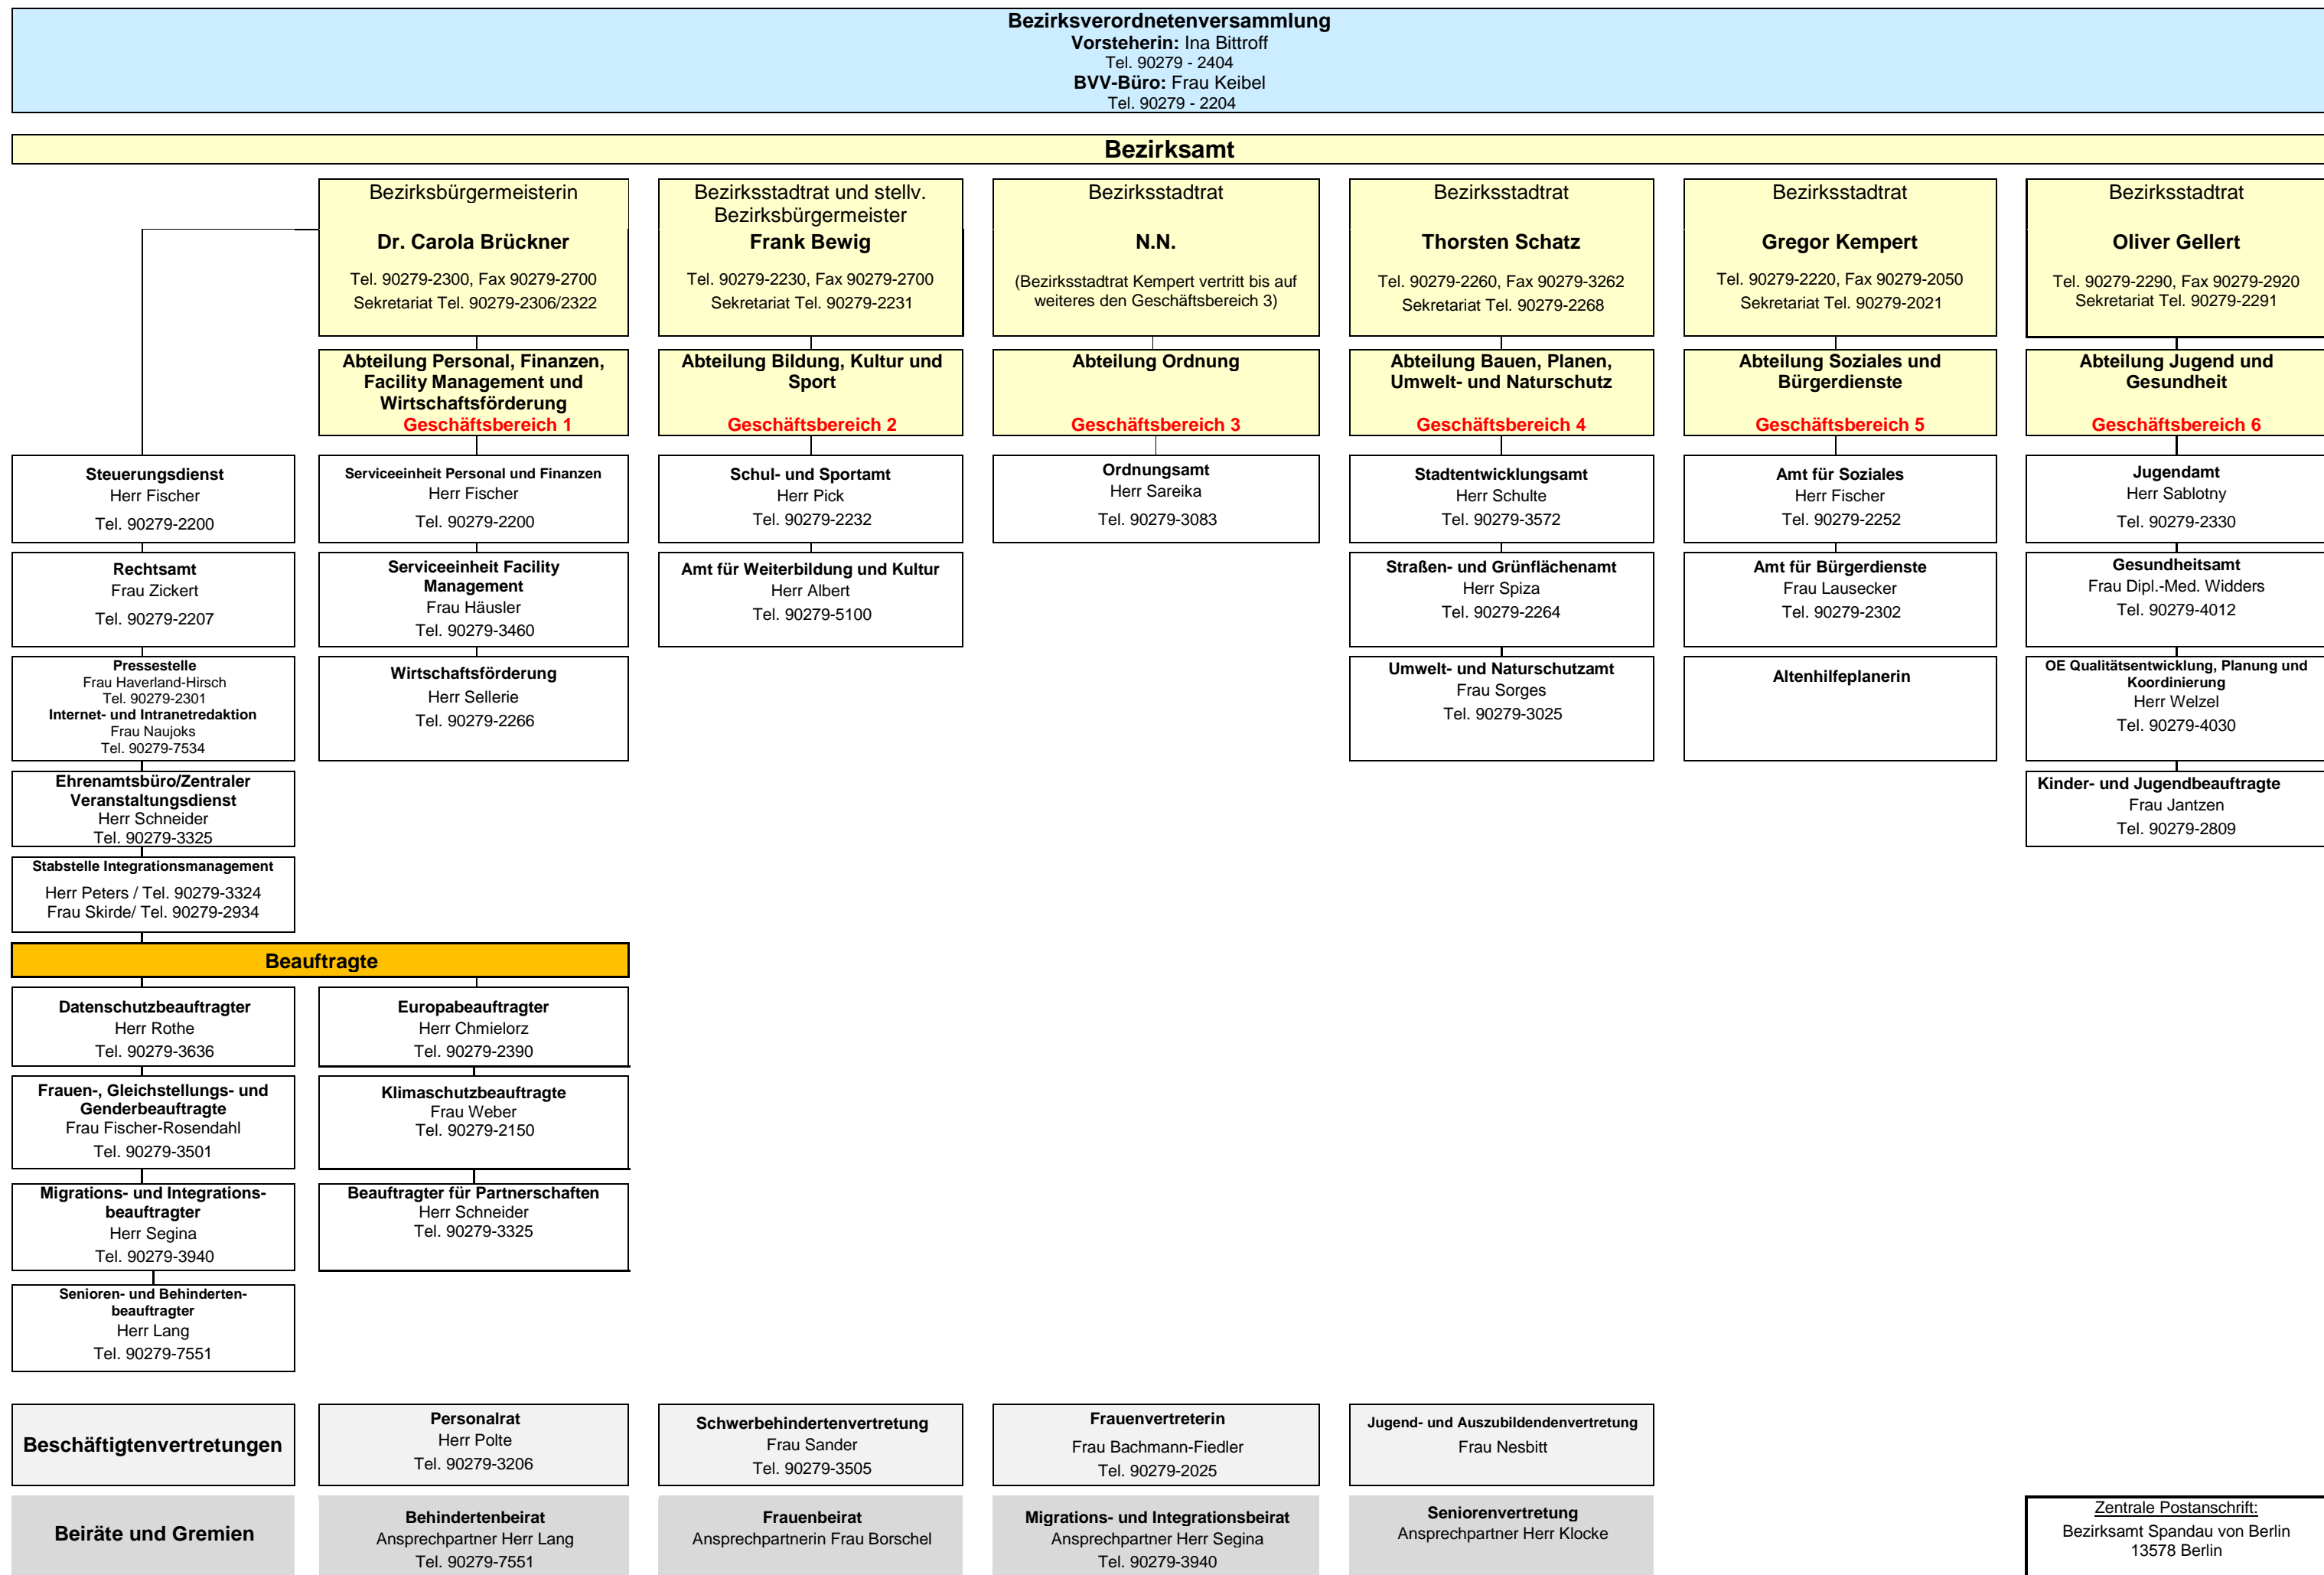 Bezirksverordnetenversammlung
Vorsteherin: Ina Bittroff
Tel. 90279 - 2404
BVV-Büro: Frau Keibel
Tel. 90279 - 2204
Bezirksamt
Bezirksbürgermeisterin
Dr. Carola Brückner
Tel. 90279-2300, Fax 90279-2700
Sekretariat Tel. 90279-2306/2322
Bezirksstadtrat und stellv.
Bezirksbürgermeister
Frank Bewig
Tel. 90279-2230, Fax 90279-2700
Sekretariat Tel. 90279-2231
Bezirksstadtrat
N.N.
(Bezirksstadtrat Kempert vertritt bis auf
weiteres den Geschäftsbereich 3)
Bezirksstadtrat
Thorsten Schatz
Tel. 90279-2260, Fax 90279-3262
Sekretariat Tel. 90279-2268
Bezirksstadtrat
Gregor Kempert
Tel. 90279-2220, Fax 90279-2050
Sekretariat Tel. 90279-2021
Bezirksstadtrat
Oliver Gellert
Tel. 90279-2290, Fax 90279-2920
Sekretariat Tel. 90279-2291
Abteilung Personal, Finanzen,
Facility Management und
Wirtschaftsförderung
Geschäftsbereich 1
Abteilung Bildung, Kultur und
Sport
Geschäftsbereich 2
Abteilung Ordnung
Geschäftsbereich 3
Abteilung Bauen, Planen,
Umwelt- und Naturschutz
Geschäftsbereich 4
Abteilung Soziales und
Bürgerdienste
Geschäftsbereich 5
Abteilung Jugend und
Gesundheit
Geschäftsbereich 6
Steuerungsdienst
Herr Fischer
Tel. 90279-2200
Serviceeinheit Personal und Finanzen
Herr Fischer
Tel. 90279-2200
Schul- und Sportamt
Herr Pick
Tel. 90279-2232
Ordnungsamt
Herr Sareika
Tel. 90279-3083
Stadtentwicklungsamt
Herr Schulte
Tel. 90279-3572
Amt für Soziales
Herr Fischer
Tel. 90279-2252
Jugendamt
Herr Sablotny
Tel. 90279-2330
Rechtsamt
Frau Zickert
Tel. 90279-2207
Serviceeinheit Facility
Management
Frau Häusler
Tel. 90279-3460
Amt für Weiterbildung und Kultur
Herr Albert
Tel. 90279-5100
Straßen- und Grünflächenamt
Herr Spiza
Tel. 90279-2264
Amt für Bürgerdienste
Frau Lausecker
Tel. 90279-2302
Gesundheitsamt
Frau Dipl.-Med. Widders
Tel. 90279-4012
Pressestelle
Frau Haverland-Hirsch
Tel. 90279-2301
Internet- und Intranetredaktion
Frau Naujoks
Tel. 90279-7534
Wirtschaftsförderung
Herr Sellerie
Tel. 90279-2266
Umwelt- und Naturschutzamt
Frau Sorges
Tel. 90279-3025
Altenhilfeplanerin
OE Qualitätsentwicklung, Planung und
Koordinierung
Herr Welzel
Tel. 90279-4030
Ehrenamtsbüro/Zentraler
Veranstaltungsdienst
Herr Schneider
Tel. 90279-3325
Kinder- und Jugendbeauftragte
Frau Jantzen
Tel. 90279-2809
Stabstelle Integrationsmanagement
Herr Peters / Tel. 90279-3324
Frau Skirde/ Tel. 90279-2934
Beauftragte
Datenschutzbeauftragter
Herr Rothe
Tel. 90279-3636
Europabeauftragter
Herr Chmielorz
Tel. 90279-2390
Frauen-, Gleichstellungs- und
Genderbeauftragte
Frau Fischer-Rosendahl
Tel. 90279-3501
Klimaschutzbeauftragte
Frau Weber
Tel. 90279-2150
Migrations- und Integrations-
beauftragter
Herr Segina
Tel. 90279-3940
Beauftragter für Partnerschaften
Herr Schneider
Tel. 90279-3325
Senioren- und Behinderten-
beauftragter
Herr Lang
Tel. 90279-7551
Beschäftigtenvertretungen
Personalrat
Herr Polte
Tel. 90279-3206
Schwerbehindertenvertretung
Frau Sander
Tel. 90279-3505
Frauenvertreterin
Frau Bachmann-Fiedler
Tel. 90279-2025
Jugend- und Auszubildendenvertretung
Frau Nesbitt
Beiräte und Gremien
Behindertenbeirat
Ansprechpartner Herr Lang
Tel. 90279-7551
Frauenbeirat
Ansprechpartnerin Frau Borschel
Migrations- und Integrationsbeirat
Ansprechpartner Herr Segina
Tel. 90279-3940
Seniorenvertretung
Ansprechpartner Herr Klocke
Zentrale Postanschrift:
Bezirksamt Spandau von Berlin
13578 Berlin